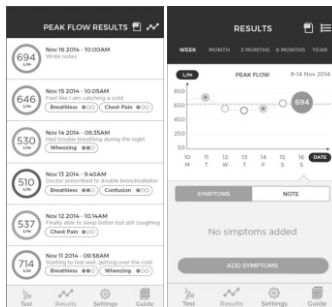 PEAK FLOW RESULTS
694
L/m
Nov 16 2014 - 10.00AM
Write notes
646
L/m
Nov 15 2014 - 10.05AM
Feel like I am catching a cold
Breathless
Chest Pain
530
L/m
Nov 14 2014 - 09.35AM
Had trouble breathing during the night
Wheezing
510
L/m
Nov 13 2014 - 9.40AM
Doctor prescribed to double bronchodilator
Breathless
Confusion
537
L/m
Nov 12 2014 - 10.14AM
Finally able to sleep better but still coughing
Chest Pain
714
L/m
Nov 11 2014 - 09.58AM
Starting to feel well, getting over the cold
Breathless
Wheezing
Test Results Settings Guide
RESULTS
WEEK MONTH 3 MONTHS 6 MONTHS YEAR
L/m PEAK FLOW 9-14 Nov 2014
850
650
450
250
50
694
10 11 12 13 14 15 16 DATE
M T W T F S S
SYMPTOMS NOTE
No simptoms added
ADD SYMPTOMS
Test Results Settings Guide